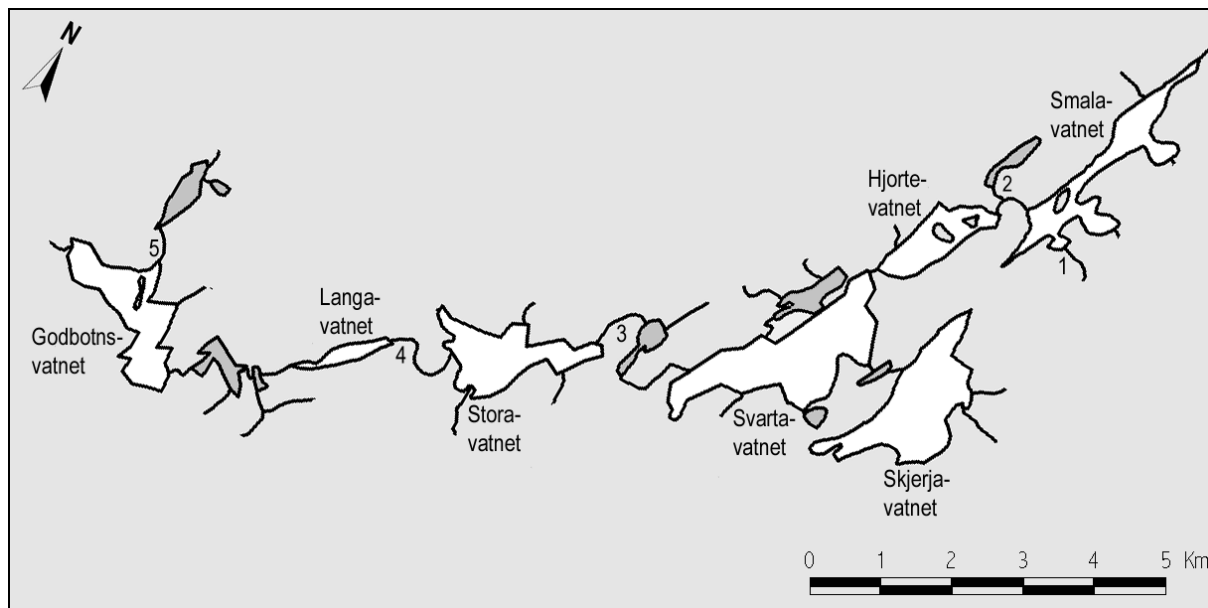 N
Smala-
vatnet
2
Hjorte-
vatnet
1
5
Langa-
vatnet
Godbotns-
vatnet
3
4
Stora-
vatnet
Svarta-
vatnet
Skjerja-
vatnet
0 1 2 3 4 5 Km